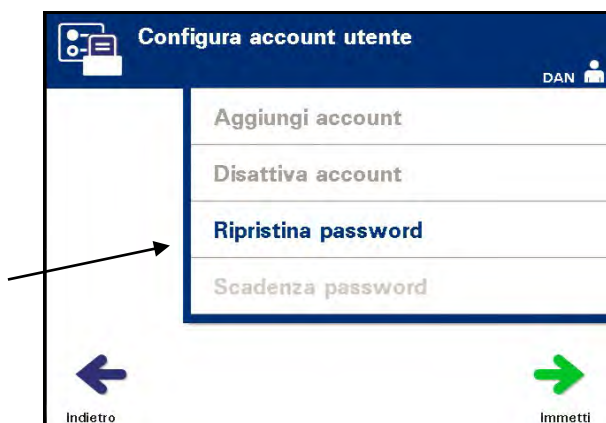 Configura account utente
DAN
Aggiungi account
Disattiva account
Ripristina password
Scadenza password
Indietro
Immetti